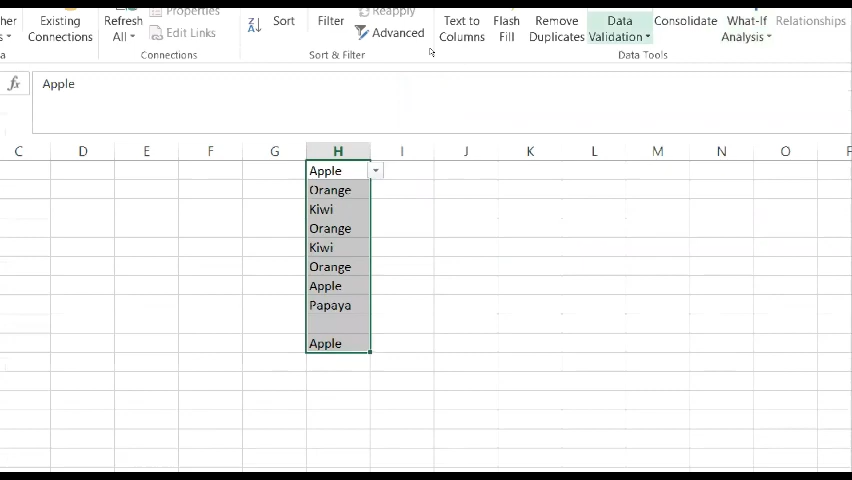 Properties
Reapply
Existing Connections
Refresh All
Edit Links
Sort
Filter
Advanced
Text to Columns
Flash Fill
Remove Duplicates
Data Validation
Consolidate
What-If Analysis
Relationships
Connections
Sort & Filter
Data Tools
fx
Apple
C D E F G H I J K L M N O
Apple
Orange
Kiwi
Orange
Kiwi
Orange
Apple
Papaya
Apple